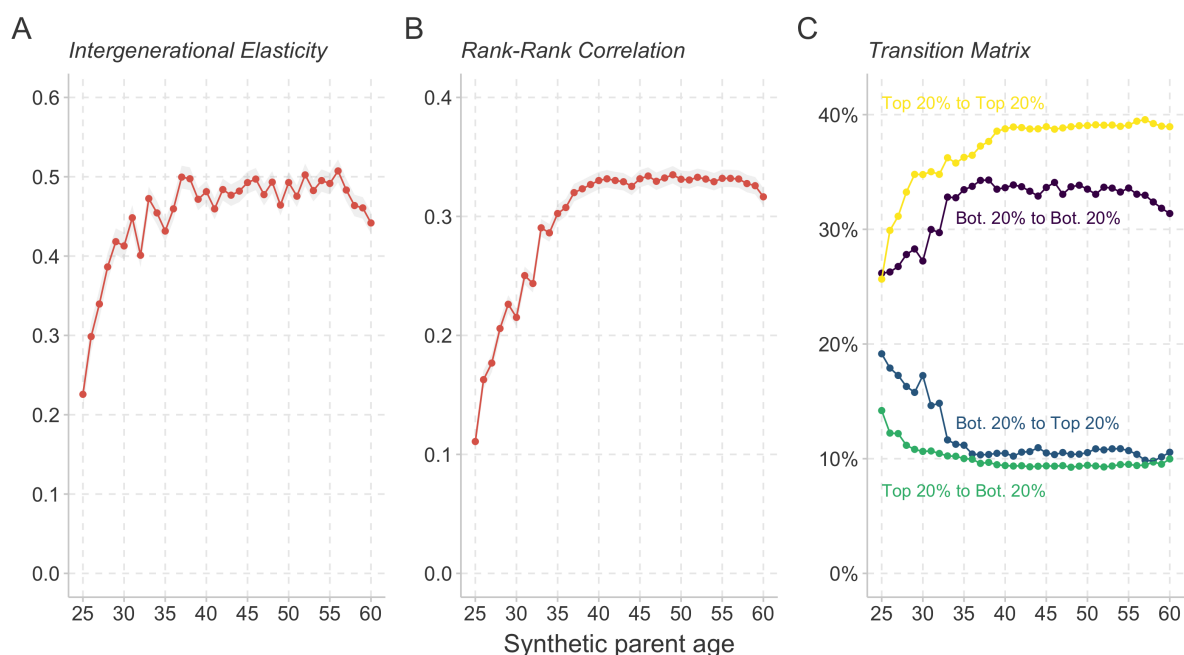 A
Intergenerational Elasticity
0.6
0.5
0.4
0.3
0.2
0.1
0.0
25 30 35 40 45 50 55 60
B
Rank-Rank Correlation
0.4
0.3
0.2
0.1
0.0
25 30 35 40 45 50 55 60
C
Transition Matrix
Top 20% to Top 20%
40%
Bot. 20% to Bot. 20%
30%
20%
Bot. 20% to Top 20%
10%
Top 20% to Bot. 20%
0%
25 30 35 40 45 50 55 60
Synthetic parent age